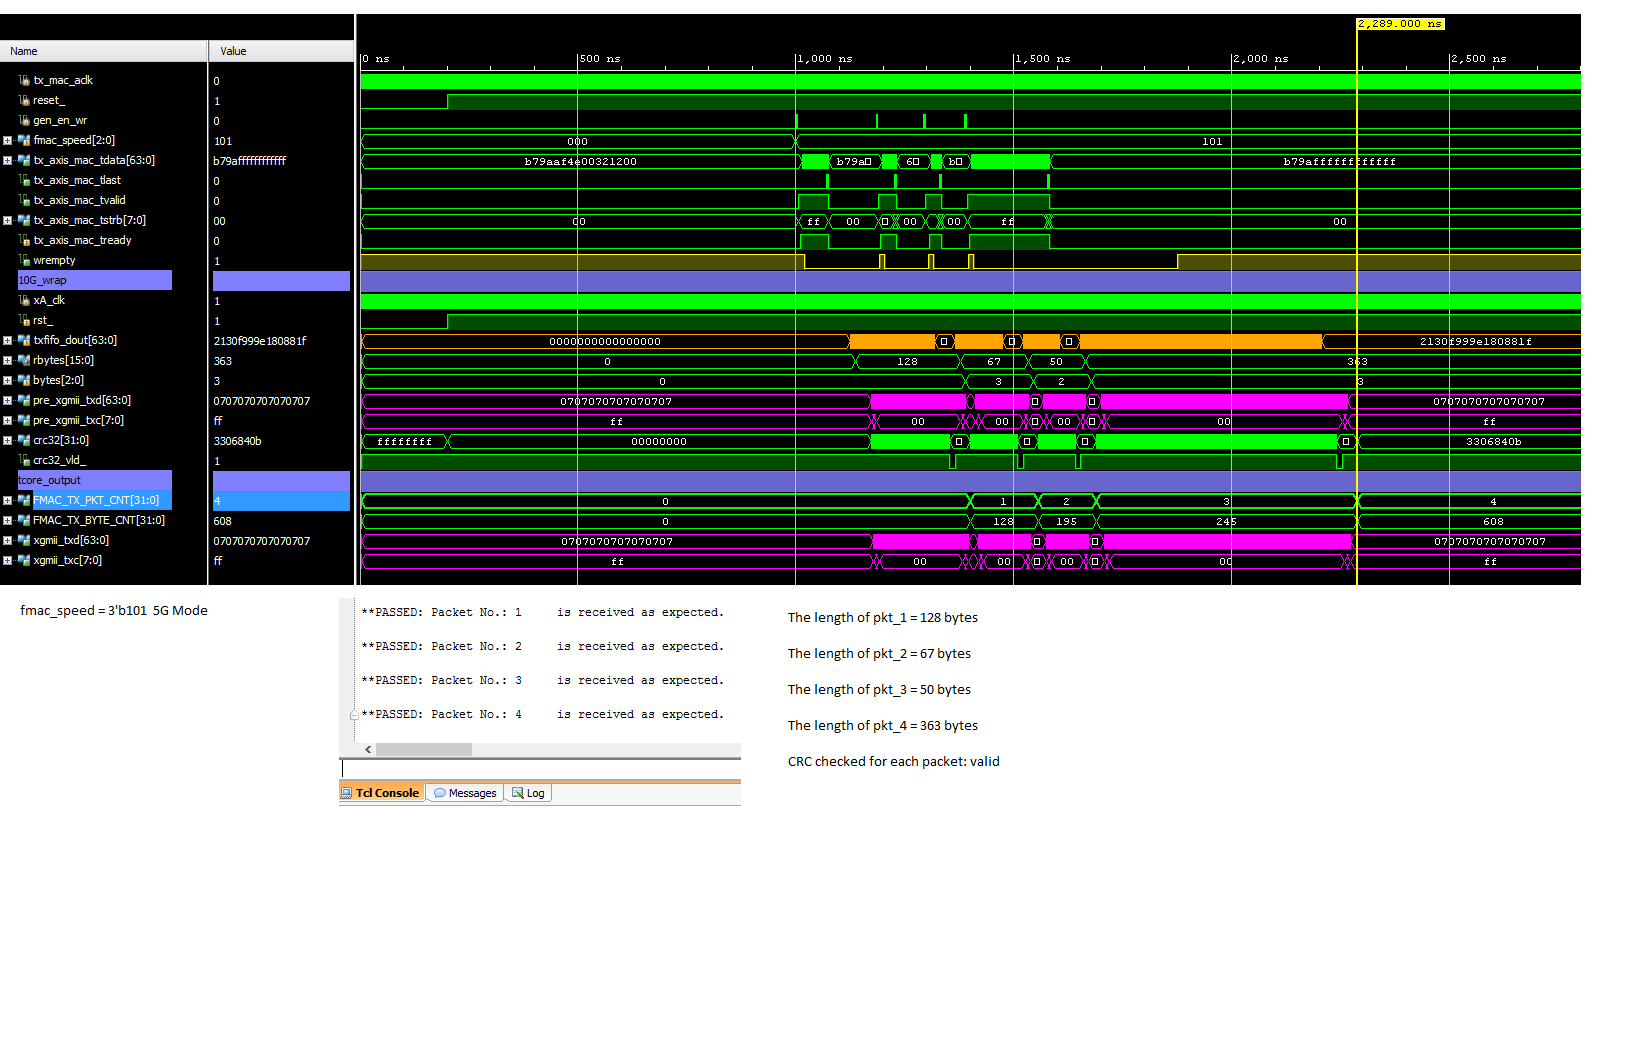 2,289.000 ns
Name Value
0 ns 500 ns 1,000 ns 1,500 ns 2,000 ns 2,500 ns
tx_mac_aclk 0
reset_ 1
gen_en_wr 0
fmac_speed[2:0] 101 000 101
tx_axis_mac_tdata[63:0] b79affffffffffff b79aaf4e00321200 b79a 6 b b79affffffffffff
tx_axis_mac_tlast 0
tx_axis_mac_tvalid 0
tx_axis_mac_tstrb[7:0] 00 00 ff 00 00 00 ff 00
tx_axis_mac_tready 0
wrempty 1
10G_wrap
xA_clk 1
rst_ 1
txfifo_dout[63:0] 2130f999e180881f 0000000000000000 2130f999e180881f
rbytes[15:0] 363 0 128 67 50 363
bytes[2:0] 3 0 3 2 3
pre_xgmii_txd[63:0] 0707070707070707 0707070707070707 0707070707070707
pre_xgmii_txc[7:0] ff ff 00 00 00 00 ff
crc32[31:0] 3306840b ffffffff 00000000 3306840b
crc32_vld_ 1
tcore_output
FMAC_TX_PKT_CNT[31:0] 4 0 1 2 3 4
FMAC_TX_BYTE_CNT[31:0] 608 0 128 195 245 608
xgmii_txd[63:0] 0707070707070707 0707070707070707 0707070707070707
xgmii_txc[7:0] ff ff 00 00 00 00 ff
fmac_speed = 3'b101 5G Mode
**PASSED: Packet No.: 1 is received as expected.
**PASSED: Packet No.: 2 is received as expected.
**PASSED: Packet No.: 3 is received as expected.
**PASSED: Packet No.: 4 is received as expected.
Tcl Console Messages Log
The length of pkt_1 = 128 bytes
The length of pkt_2 = 67 bytes
The length of pkt_3 = 50 bytes
The length of pkt_4 = 363 bytes
CRC checked for each packet: valid